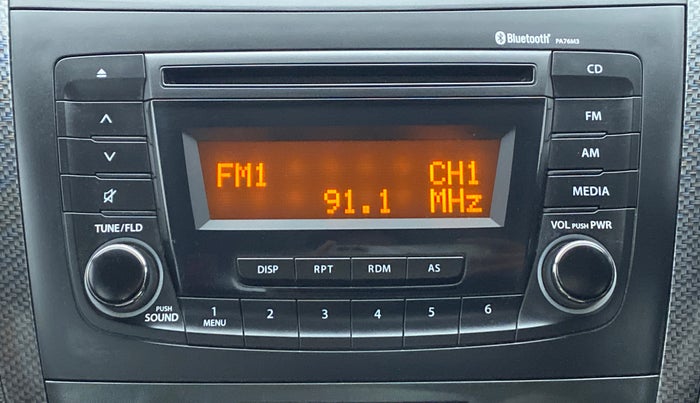 Bluetooth® PA76M3
CD
FM
AM
MEDIA
FM1 CH1
91.1 MHz
TUNE/FLD
VOL PUSH PWR
DISP RPT RDM AS
PUSH
SOUND
1 2 3 4 5 6
MENU